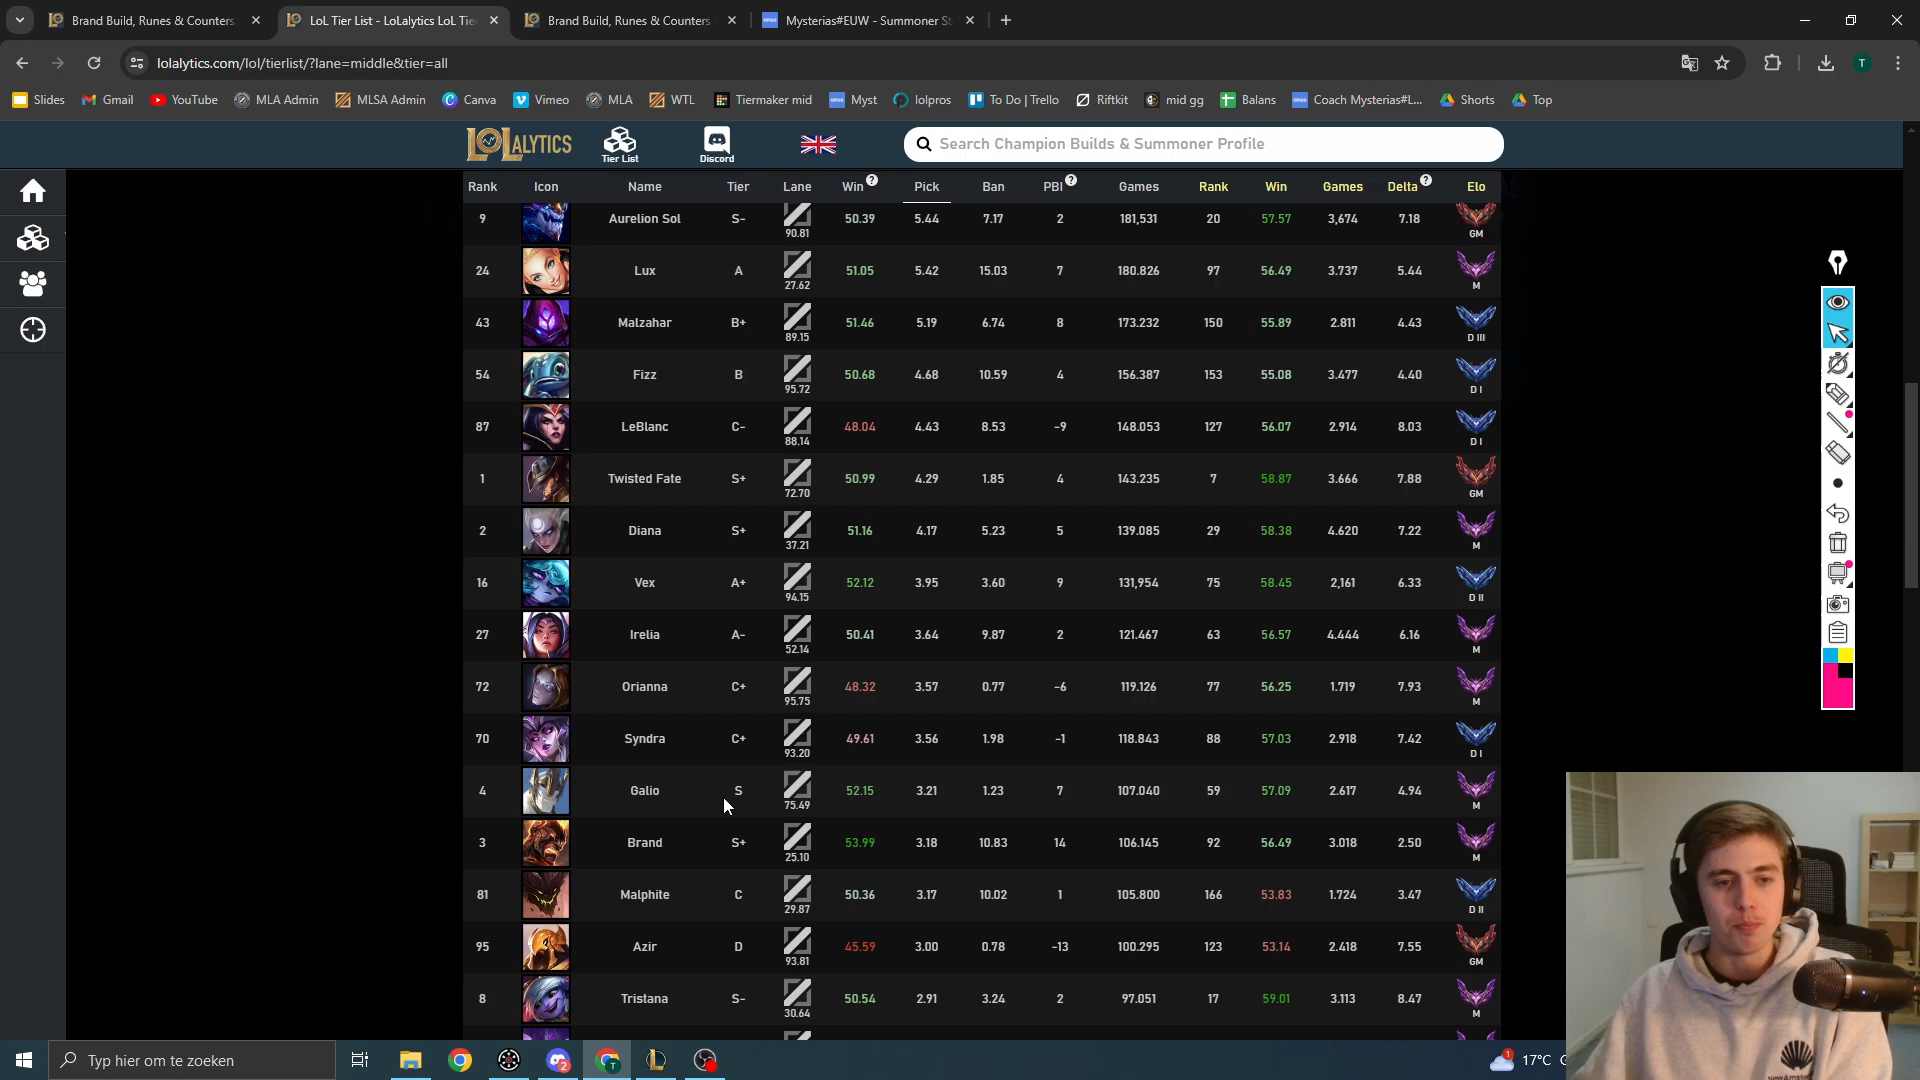 Brand Build, Runes & Counters
LoL Tier List - LoLalytics LoL Tie
Brand Build, Runes & Counters
Mysterias#EUW - Summoner St
lolalytics.com/lol/tierlist/?lane=middle&tier=all
T
Slides
Gmail
YouTube
MLA Admin
MLSA Admin
Canva
Vimeo
MLA
WTL
Tiermaker mid
Myst
lolpros
To Do | Trello
Riftkit
mid gg
Balans
Coach Mysterias#L...
Shorts
Top
LOLALYTICS
Tier List
Discord
Search Champion Builds & Summoner Profile
Rank Icon Name Tier Lane Win ? Pick Ban PBI ? Games Rank Win Games Delta ? Elo
9 Aurelion Sol S- 90.81 50.39 5.44 7.17 2 181,531 20 57.57 3,674 7.18 GM
24 Lux A 27.62 51.05 5.42 15.03 7 180.826 97 56.49 3.737 5.44 M
43 Malzahar B+ 89.15 51.46 5.19 6.74 8 173.232 150 55.89 2.811 4.43 D III
54 Fizz B 95.72 50.68 4.68 10.59 4 156.387 153 55.08 3.477 4.40 D I
87 LeBlanc C- 88.14 48.04 4.43 8.53 -9 148.053 127 56.07 2.914 8.03 D I
1 Twisted Fate S+ 72.70 50.99 4.29 1.85 4 143.235 7 58.87 3.666 7.88 GM
2 Diana S+ 37.21 51.16 4.17 5.23 5 139.085 29 58.38 4.620 7.22 M
16 Vex A+ 94.15 52.12 3.95 3.60 9 131,954 75 58.45 2,161 6.33 D II
27 Irelia A- 52.14 50.41 3.64 9.87 2 121.467 63 56.57 4.444 6.16 M
72 Orianna C+ 95.75 48.32 3.57 0.77 -6 119.126 77 56.25 1.719 7.93 M
70 Syndra C+ 93.20 49.61 3.56 1.98 -1 118.843 88 57.03 2.918 7.42 D I
4 Galio S 75.49 52.15 3.21 1.23 7 107.040 59 57.09 2.617 4.94 M
3 Brand S+ 25.10 53.99 3.18 10.83 14 106.145 92 56.49 3.018 2.50 M
81 Malphite C 29.87 50.36 3.17 10.02 1 105.800 166 53.83 1.724 3.47 D II
95 Azir D 93.81 45.59 3.00 0.78 -13 100.295 123 53.14 2.418 7.55 GM
8 Tristana S- 30.64 50.54 2.91 3.24 2 97.051 17 59.01 3.113 8.47 M
Typ hier om te zoeken
2
1
17°C